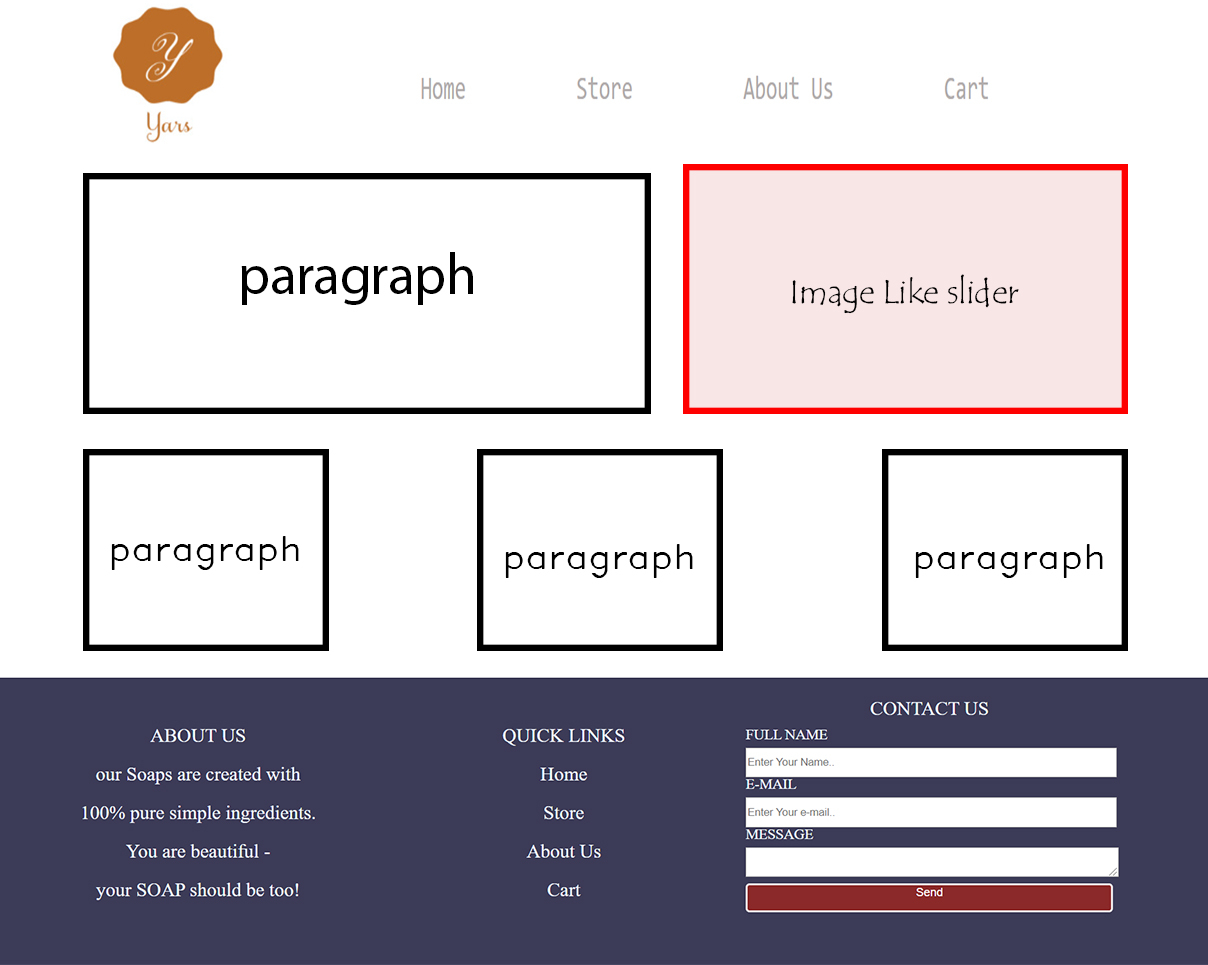 Y
Yars
Home
Store
About Us
Cart
paragraph
Image Like slider
paragraph
paragraph
paragraph
ABOUT US
our Soaps are created with
100% pure simple ingredients.
You are beautiful -
your SOAP should be too!
QUICK LINKS
Home
Store
About Us
Cart
CONTACT US
FULL NAME
Enter Your Name..
E-MAIL
Enter Your e-mail..
MESSAGE
Send